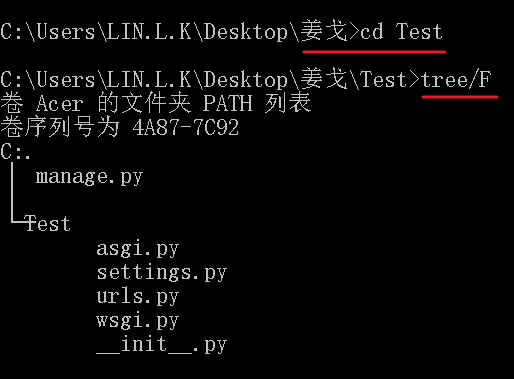 C:\Users\LIN.L.K\Desktop\姜戈>cd Test
C:\Users\LIN.L.K\Desktop\姜戈\Test>tree/F
卷 Acer 的文件夹 PATH 列表
卷序列号为 4A87-7C92
C:.
manage.py
Test
asgi.py
settings.py
urls.py
wsgi.py
__init__.py